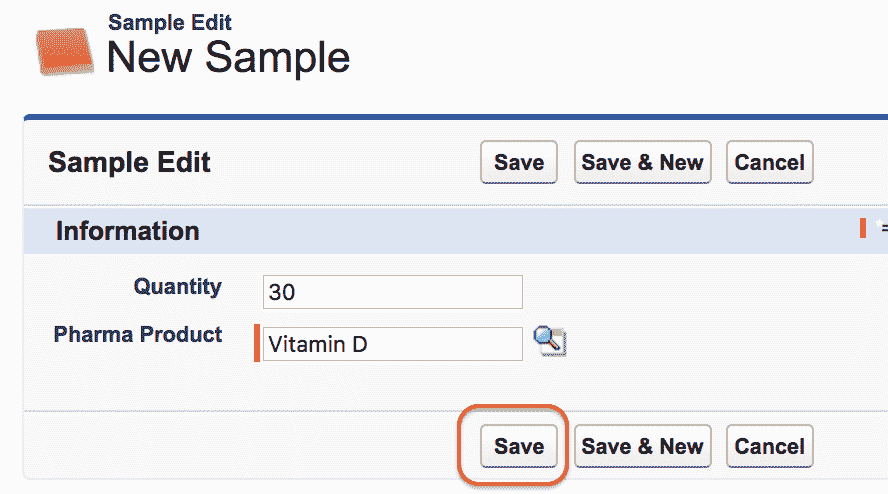 Sample Edit
New Sample
Sample Edit Save Save & New Cancel
Information =
Quantity 30
Pharma Product Vitamin D
Save Save & New Cancel